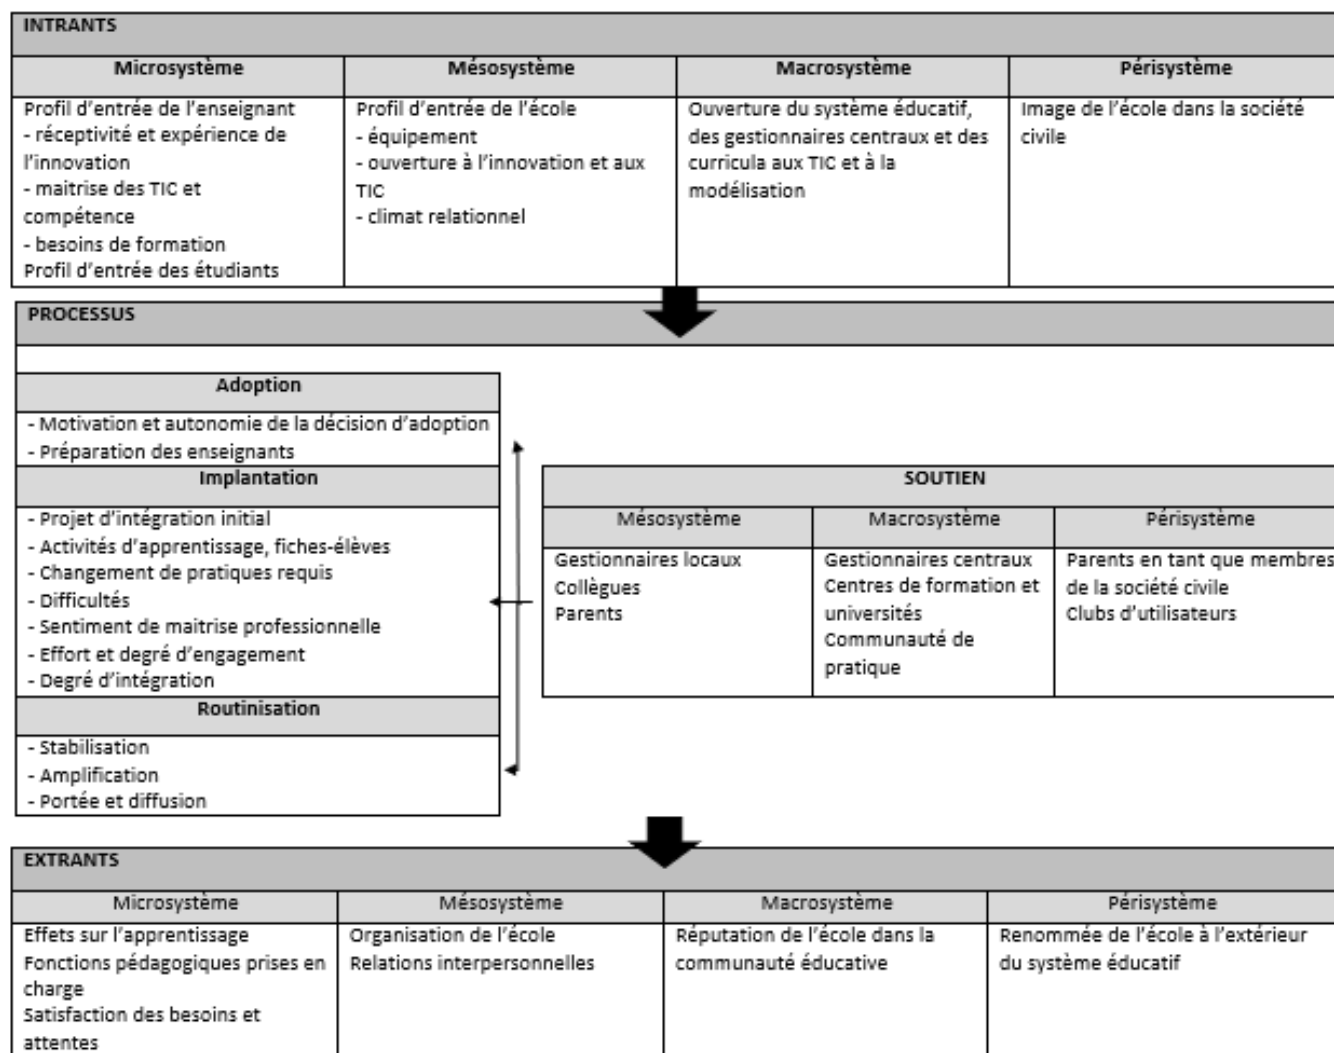 INTRANTS
Microsystème
Mésosystème
Macrosystème
Périsystème
Profil d'entrée de l'enseignant
- réceptivité et expérience de
l'innovation
- maitrise des TIC et
compétence
- besoins de formation
Profil d'entrée des étudiants
Profil d'entrée de l'école
- équipement
- ouverture à l'innovation et aux
TIC
- climat relationnel
Ouverture du système éducatif,
des gestionnaires centraux et des
curricula aux TIC et à la
modélisation
Image de l'école dans la société
civile
PROCESSUS
Adoption
- Motivation et autonomie de la décision d'adoption
- Préparation des enseignants
Implantation
- Projet d'intégration initial
- Activités d'apprentissage, fiches-élèves
- Changement de pratiques requis
- Difficultés
- Sentiment de maitrise professionnelle
- Effort et degré d'engagement
- Degré d'intégration
Routinisation
- Stabilisation
- Amplification
- Portée et diffusion
SOUTIEN
Mésosystème
Macrosystème
Périsystème
Gestionnaires locaux
Collègues
Parents
Gestionnaires centraux
Centres de formation et
universités
Communauté de
pratique
Parents en tant que membres
de la société civile
Clubs d'utilisateurs
EXTRANTS
Microsystème
Mésosystème
Macrosystème
Périsystème
Effets sur l'apprentissage
Fonctions pédagogiques prises en
charge
Satisfaction des besoins et
attentes
Organisation de l'école
Relations interpersonnelles
Réputation de l'école dans la
communauté éducative
Renommée de l'école à l'extérieur
du système éducatif